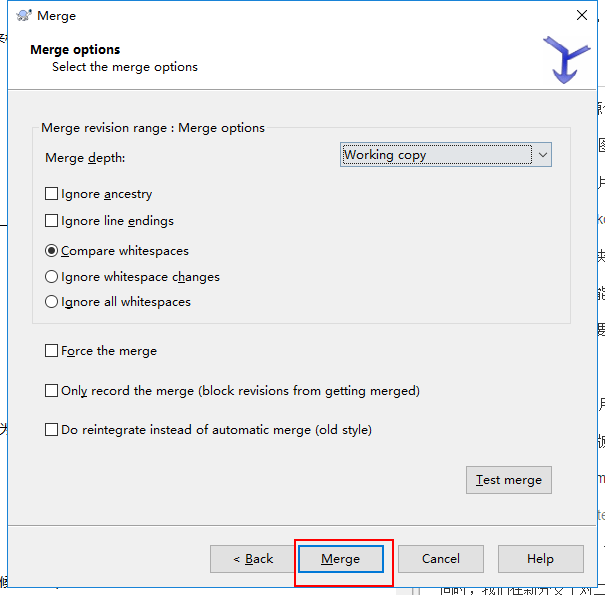 Merge
Merge options
Select the merge options
Merge revision range : Merge options
Merge depth:
Working copy
Ignore ancestry
Ignore line endings
Compare whitespaces
Ignore whitespace changes
Ignore all whitespaces
Force the merge
Only record the merge (block revisions from getting merged)
Do reintegrate instead of automatic merge (old style)
Test merge
< Back
Merge
Cancel
Help